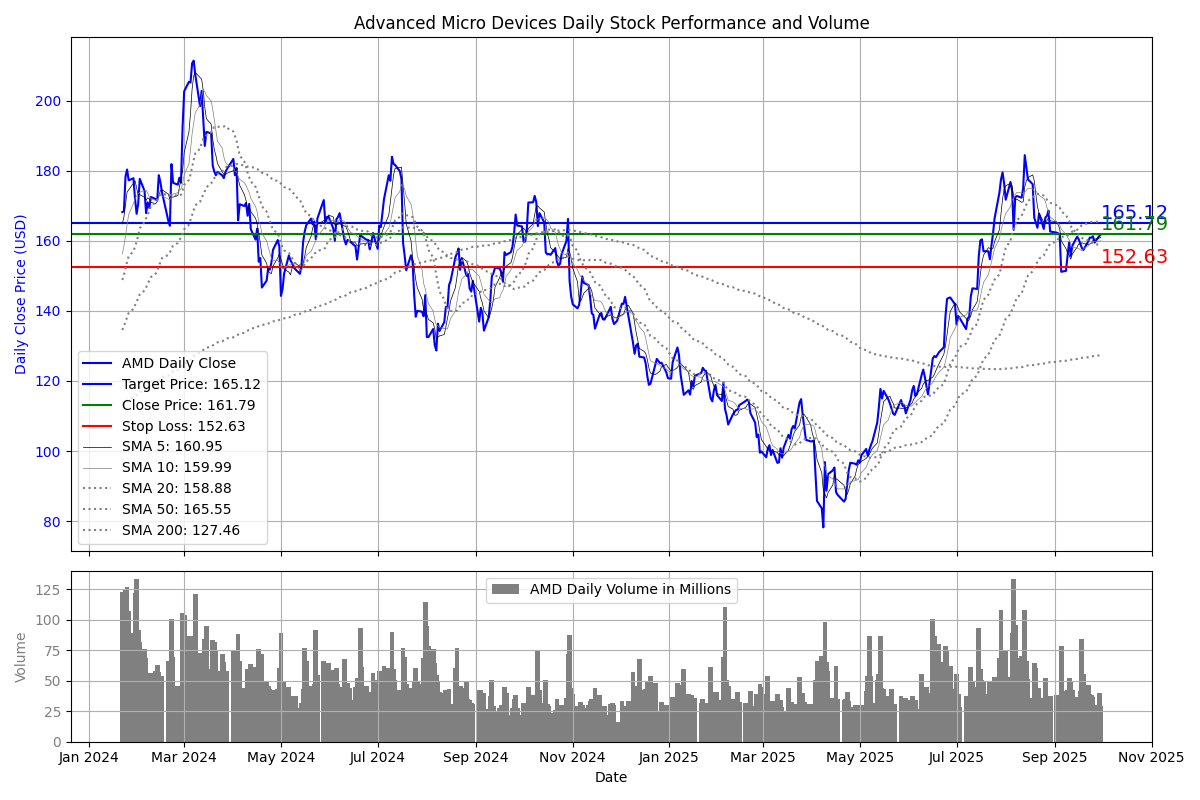 Advanced Micro Devices Daily Stock Performance and Volume
Daily Close Price (USD)
200
180
160
140
120
100
80
165.12
161.79
152.63
AMD Daily Close
Target Price: 165.12
Close Price: 161.79
Stop Loss: 152.63
SMA 5: 160.95
SMA 10: 159.99
SMA 20: 158.88
SMA 50: 165.55
SMA 200: 127.46
Volume
125
100
75
50
25
0
AMD Daily Volume in Millions
Jan 2024 Mar 2024 May 2024 Jul 2024 Sep 2024 Nov 2024 Jan 2025 Mar 2025 May 2025 Jul 2025 Sep 2025 Nov 2025
Date